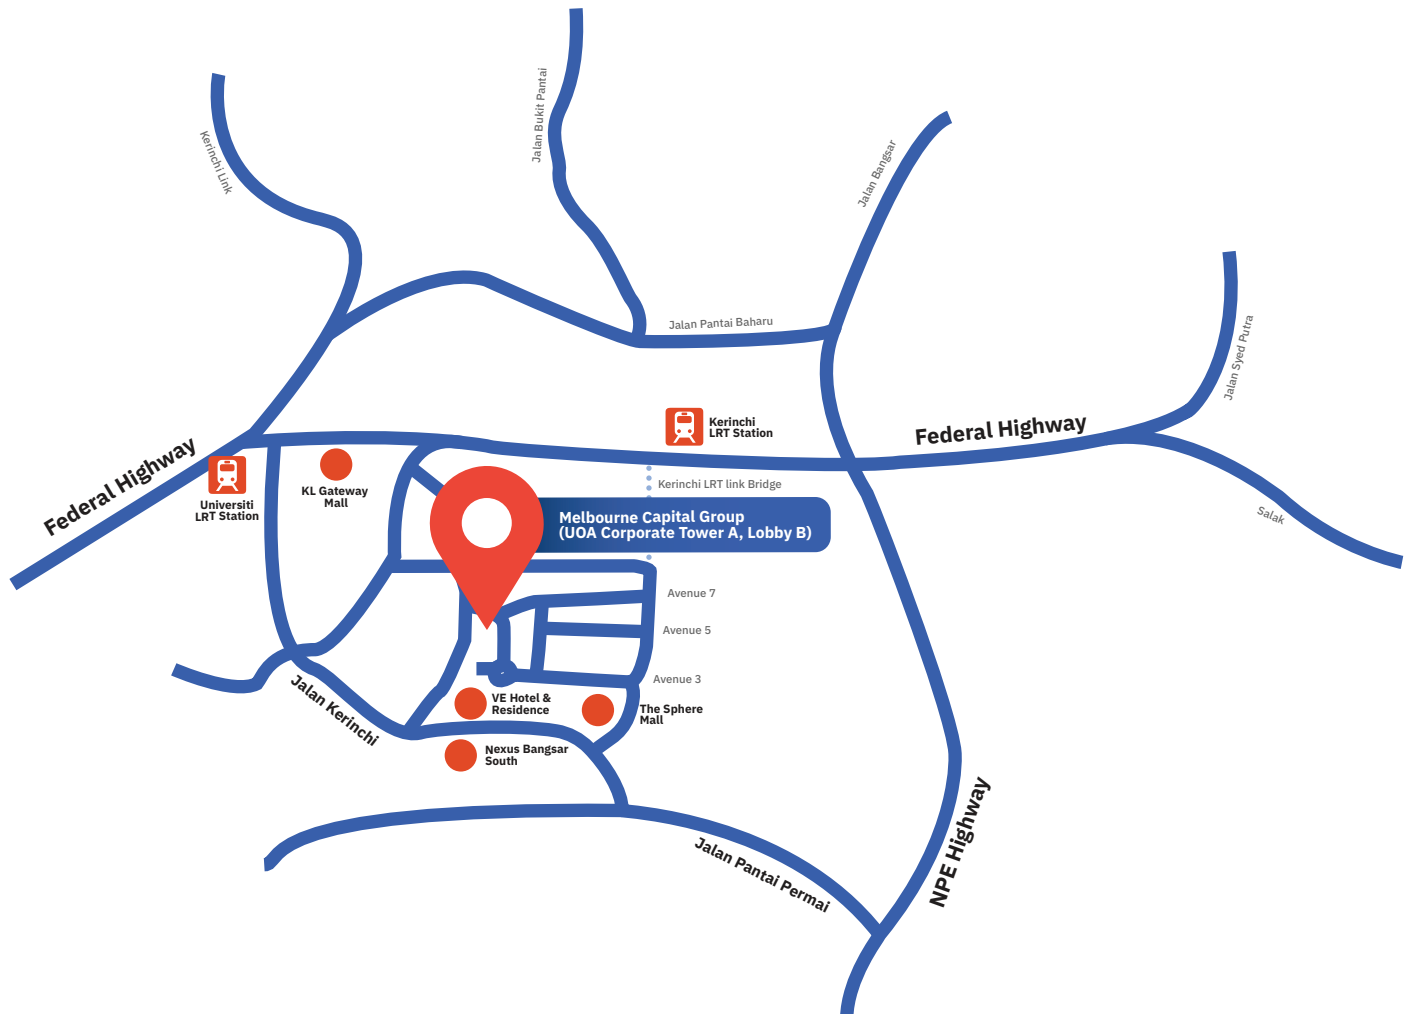 Kerinchi Link
Jalan Bukit Pantai
Jalan Bangsar
Jalan Pantai Baharu
Jalan Syed Putra
Federal Highway
Kerinchi
LRT Station
Federal Highway
Universiti
LRT Station
KL Gateway
Mall
Kerinchi LRT link Bridge
Salak
Melbourne Capital Group
(UOA Corporate Tower A, Lobby B)
Avenue 7
Avenue 5
Avenue 3
Jalan Kerinchi
VE Hotel &
Residence
The Sphere
Mall
Nexus Bangsar
South
Jalan Pantai Permai
NPE Highway